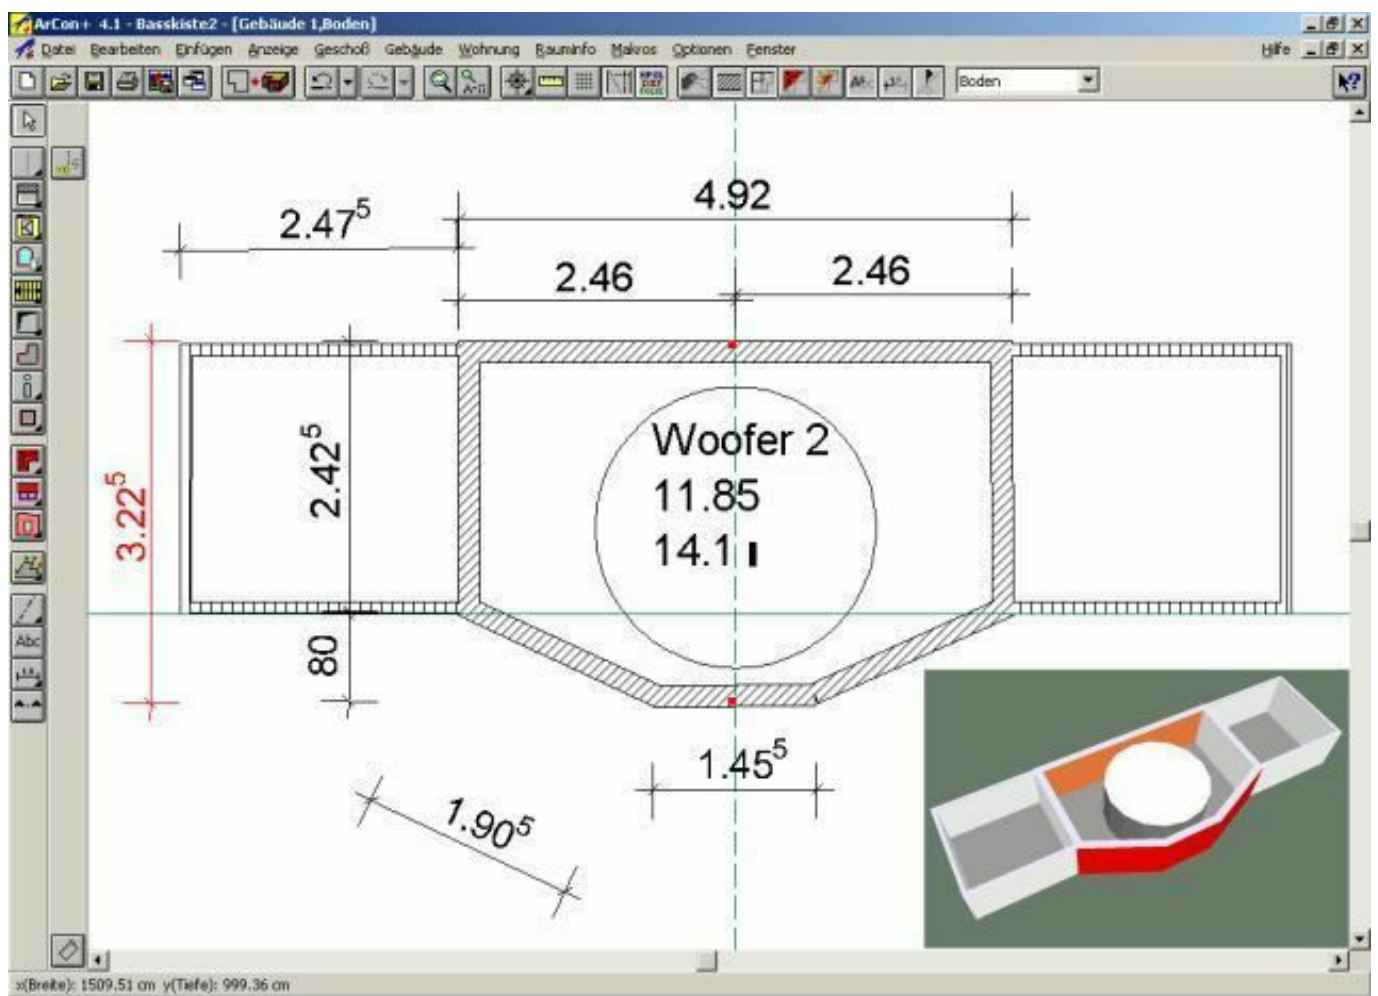 ArCon+ 4.1 - Basskiste2 - [Gebäude 1,Boden]
Datei Bearbeiten Einfügen Anzeige Geschoß Gebäude Wohnung Rauminfo Makros Optionen Fenster Hilfe
Boden
4.92
2.47⁵
2.46 2.46
Woofer 2
11.85
14.1 l
2.42⁵
3.22⁵
80
1.45⁵
1.90⁵
Abc
x(Breite): 1509.51 cm y(Tiefe): 999.36 cm